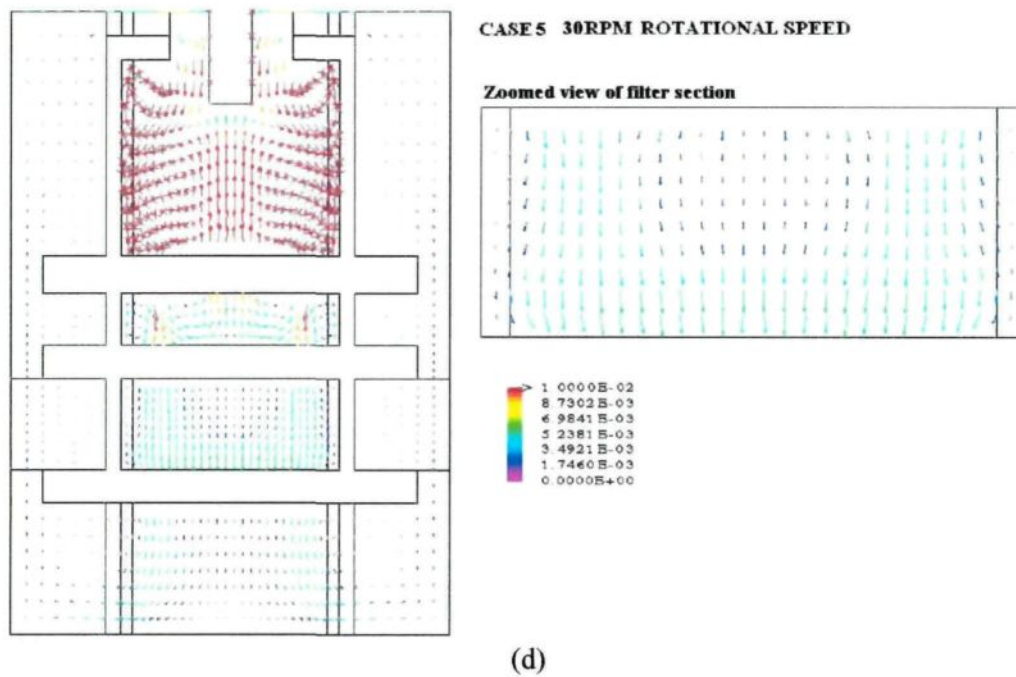 CASE 5 30RPM ROTATIONAL SPEED
Zoomed view of filter section
1.0000E-02
8.7302E-03
6.9841E-03
5.2381E-03
3.4921E-03
1.7460E-03
0.0000E+00
(d)